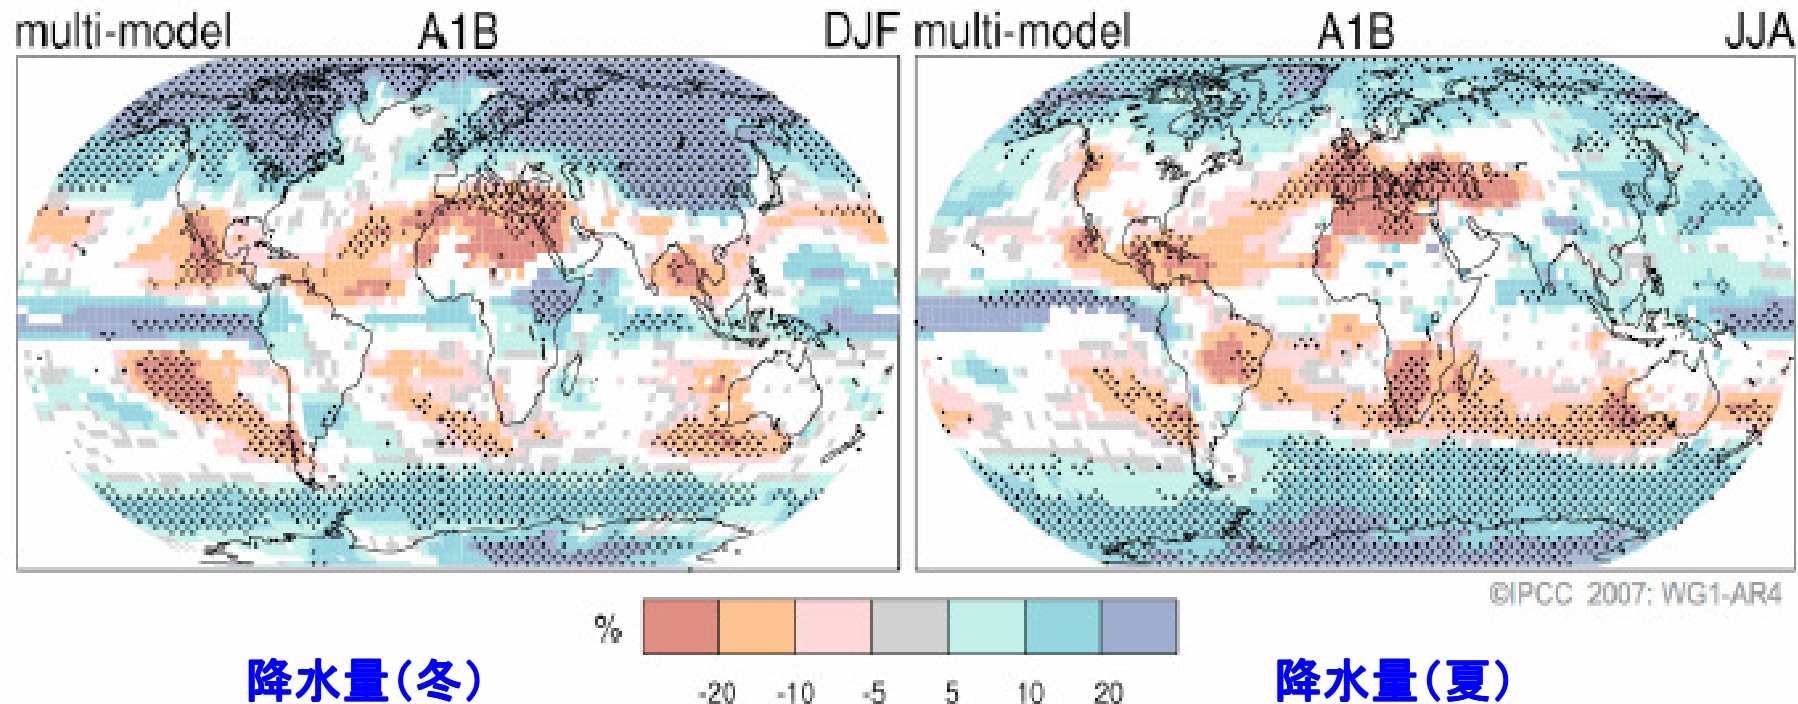 multi-model A1B DJF
multi-model A1B JJA
©IPCC 2007: WG1-AR4
%
-20 -10 -5 5 10 20
降水量(冬)
降水量(夏)